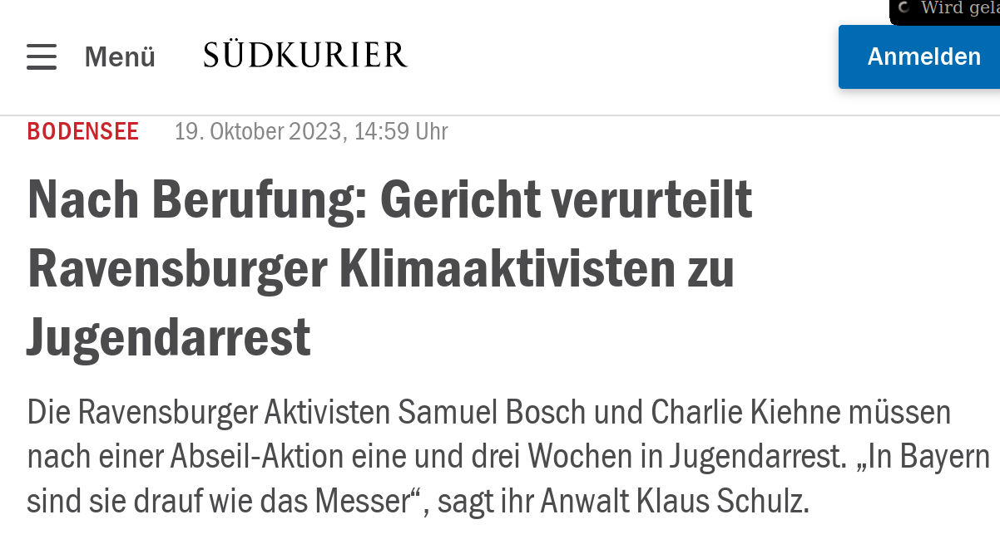 Wird gela
Menü SÜDKURIER Anmelden
BODENSEE 19. Oktober 2023, 14:59 Uhr
Nach Berufung: Gericht verurteilt
Ravensburger Klimaaktivisten zu
Jugendarrest
Die Ravensburger Aktivisten Samuel Bosch und Charlie Kiehne müssen
nach einer Abseil-Aktion eine und drei Wochen in Jugendarrest. „In Bayern
sind sie drauf wie das Messer“, sagt ihr Anwalt Klaus Schulz.